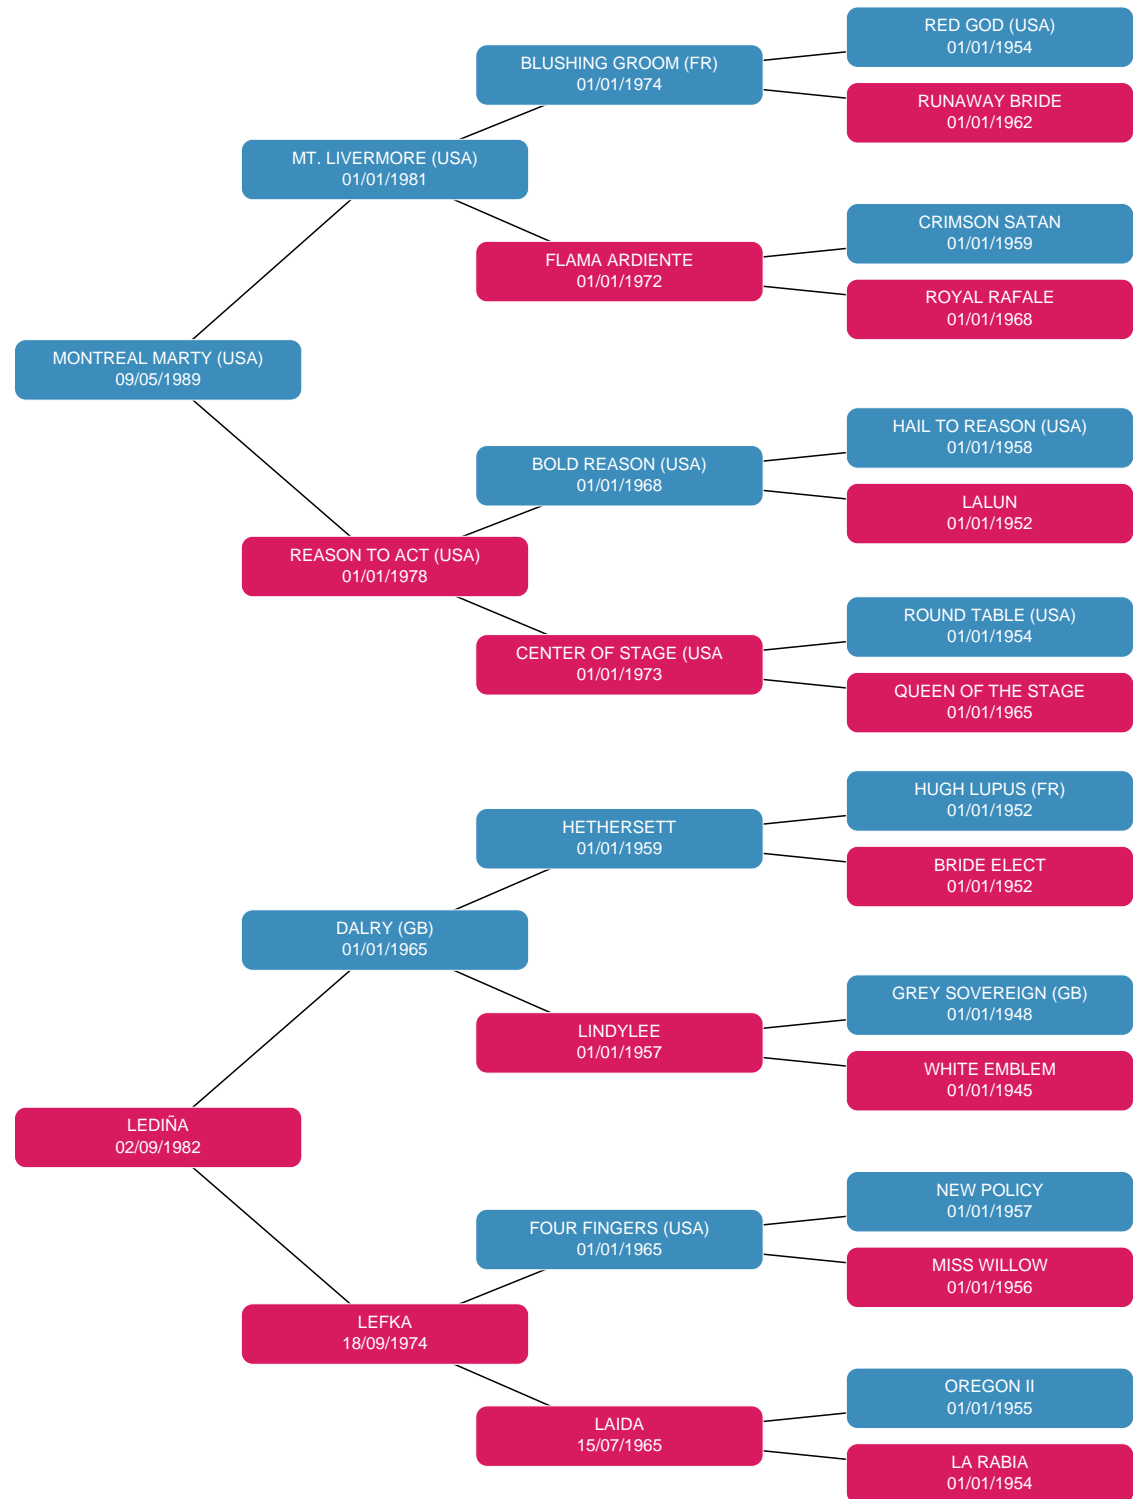 RED GOD (USA)
01/01/1954
BLUSHING GROOM (FR)
01/01/1974
RUNAWAY BRIDE
01/01/1962
MT. LIVERMORE (USA)
01/01/1981
CRIMSON SATAN
01/01/1959
FLAMA ARDIENTE
01/01/1972
ROYAL RAFALE
01/01/1968
MONTREAL MARTY (USA)
09/05/1989
HAIL TO REASON (USA)
01/01/1958
BOLD REASON (USA)
01/01/1968
LALUN
01/01/1952
REASON TO ACT (USA)
01/01/1978
ROUND TABLE (USA)
01/01/1954
CENTER OF STAGE (USA
01/01/1973
QUEEN OF THE STAGE
01/01/1965
HUGH LUPUS (FR)
01/01/1952
HETHERSETT
01/01/1959
BRIDE ELECT
01/01/1952
DALRY (GB)
01/01/1965
GREY SOVEREIGN (GB)
01/01/1948
LINDYLEE
01/01/1957
WHITE EMBLEM
01/01/1945
LEDIÑA
02/09/1982
NEW POLICY
01/01/1957
FOUR FINGERS (USA)
01/01/1965
MISS WILLOW
01/01/1956
LEFKA
18/09/1974
OREGON II
01/01/1955
LAIDA
15/07/1965
LA RABIA
01/01/1954